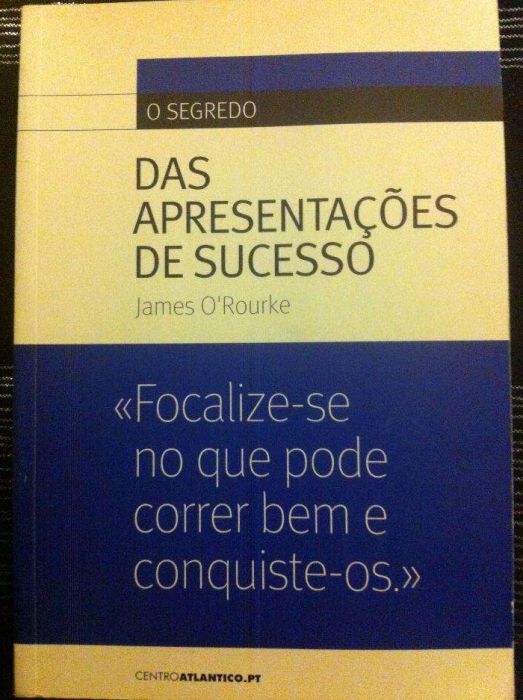 O SEGREDO
DAS
APRESENTAÇÕES
DE SUCESSO
James O'Rourke
«Focalize-se
no que pode
correr bem e
conquiste-os.»
CENTROATLANTICO.PT